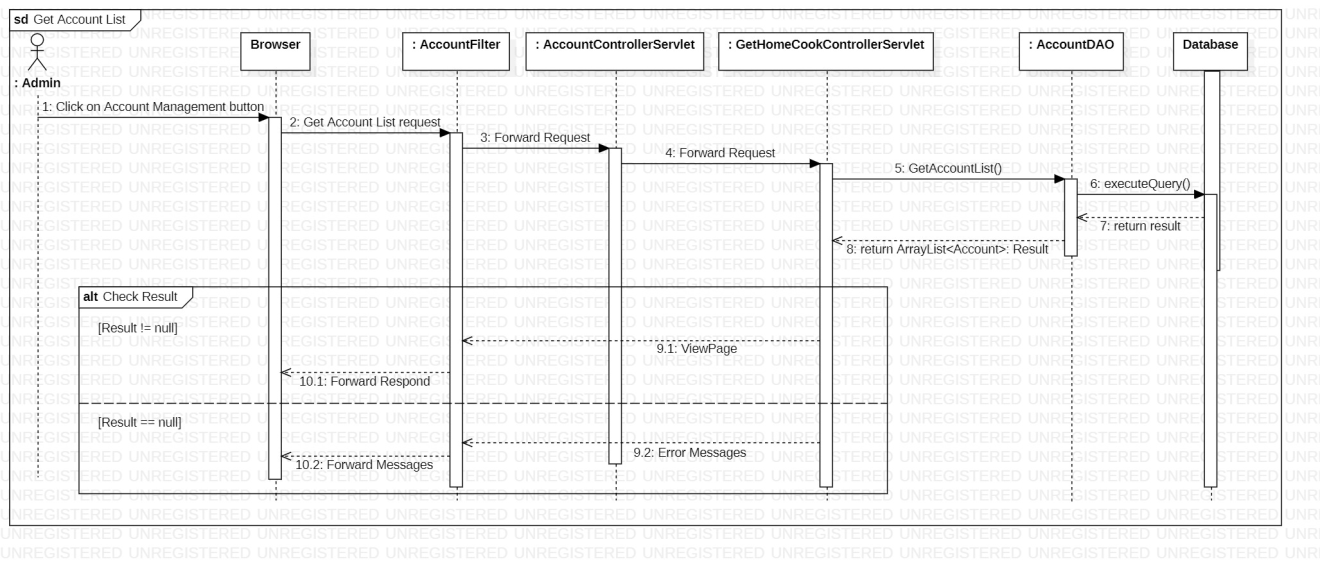 sd Get Account List
: Admin
Browser
: AccountFilter
: AccountControllerServlet
: GetHomeCookControllerServlet
: AccountDAO
Database
1: Click on Account Management button
2: Get Account List request
3: Forward Request
4: Forward Request
5: GetAccountList()
6: executeQuery()
7: return result
8: return ArrayList<Account>: Result
alt Check Result
[Result != null]
9.1: ViewPage
10.1: Forward Respond
[Result == null]
9.2: Error Messages
10.2: Forward Messages
UNREGISTERED